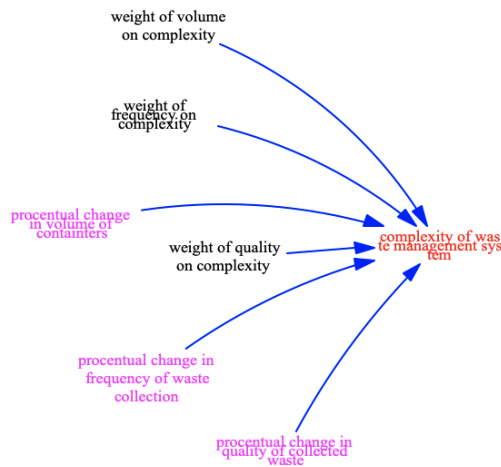 weight of volume
on complexity
weight of
frequency on
complexity
procentual change
in volume of
containters
weight of quality
on complexity
complexity of was
te management sys
tem
procentual change in
frequency of waste
collection
procentual change in
quality of collected
waste